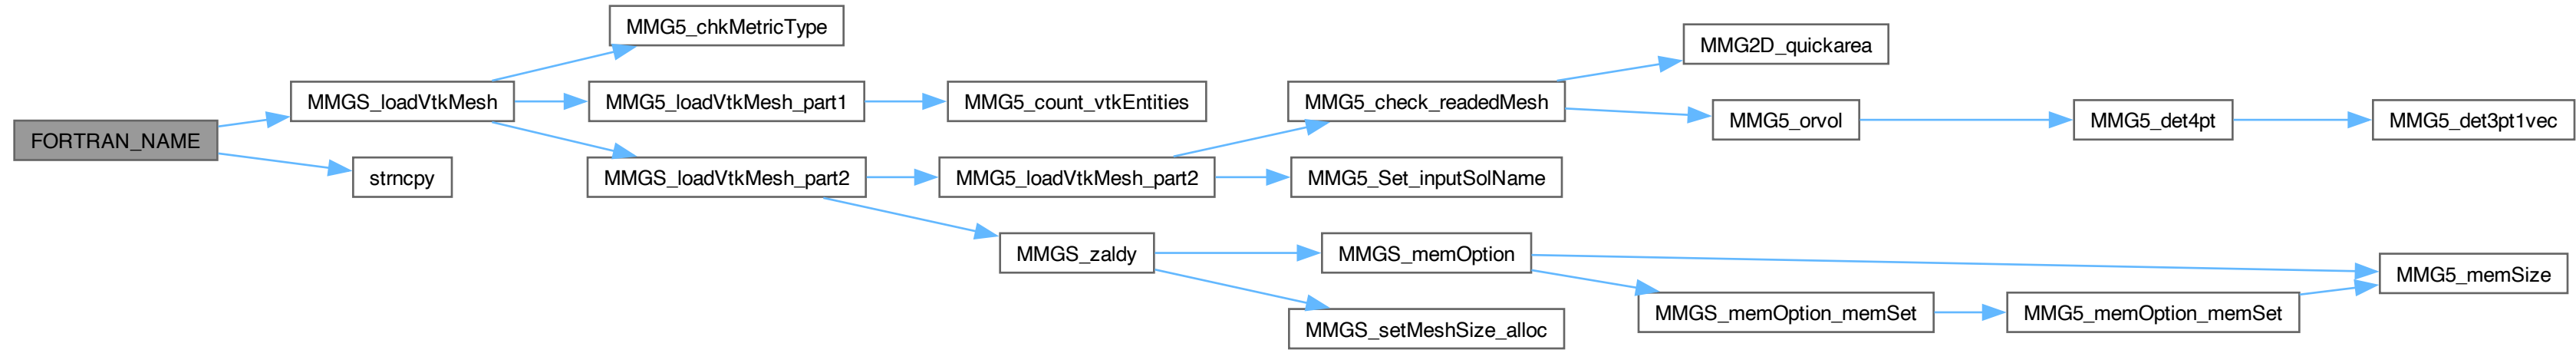 FORTRAN_NAME
MMGS_loadVtkMesh
strncpy
MMG5_chkMetricType
MMG5_loadVtkMesh_part1
MMGS_loadVtkMesh_part2
MMG5_count_vtkEntities
MMG5_loadVtkMesh_part2
MMGS_zaldy
MMG5_check_readedMesh
MMG5_Set_inputSolName
MMGS_memOption
MMGS_setMeshSize_alloc
MMG2D_quickarea
MMG5_orvol
MMGS_memOption_memSet
MMG5_det4pt
MMG5_memOption_memSet
MMG5_det3pt1vec
MMG5_memSize